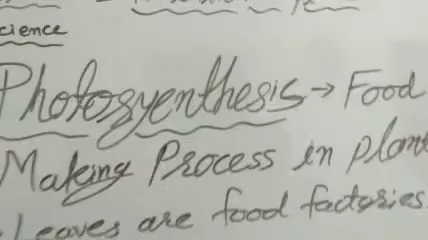 cience
Photosyenthesis → Food
Making Process in plan
Leaves are food factories.